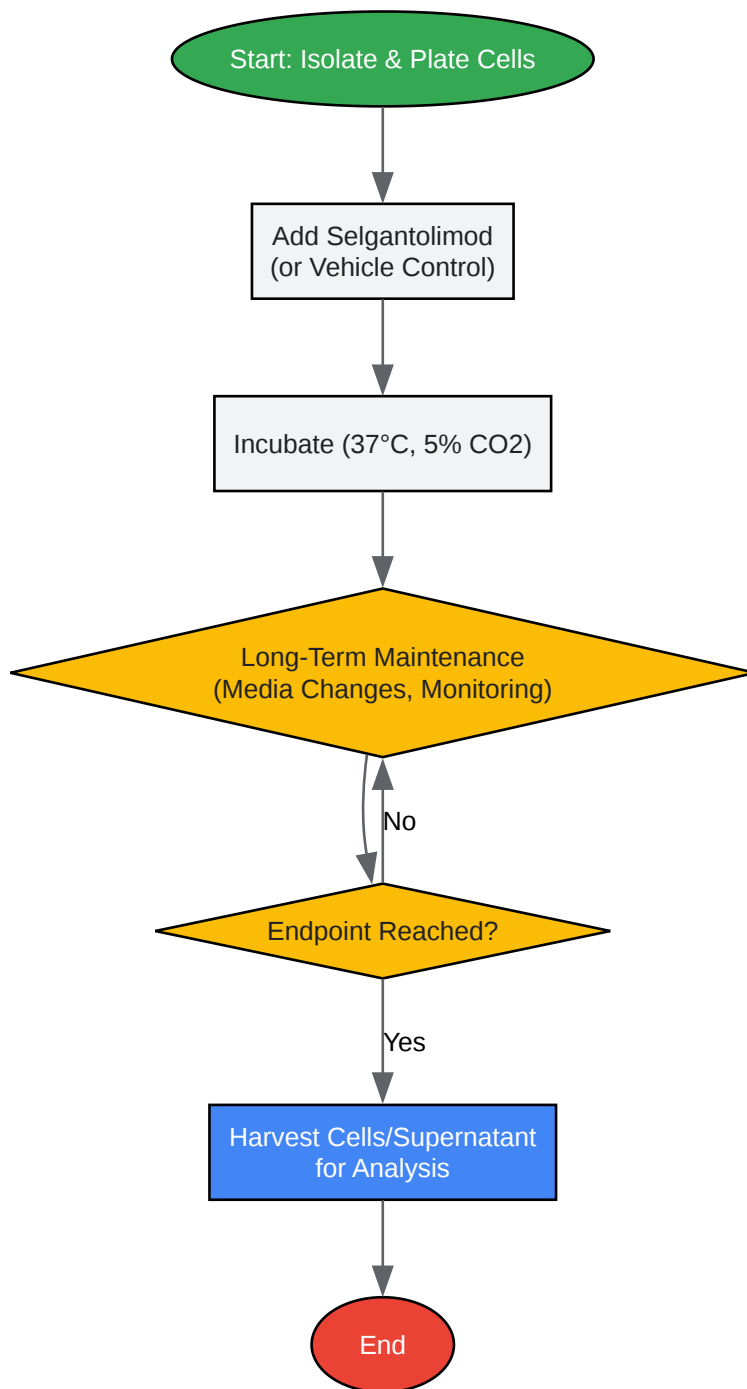 Start: Isolate & Plate Cells
Add Selgantolimod
(or Vehicle Control)
Incubate (37°C, 5% CO2)
Long-Term Maintenance
(Media Changes, Monitoring)
No
Endpoint Reached?
Yes
Harvest Cells/Supernatant
for Analysis
End